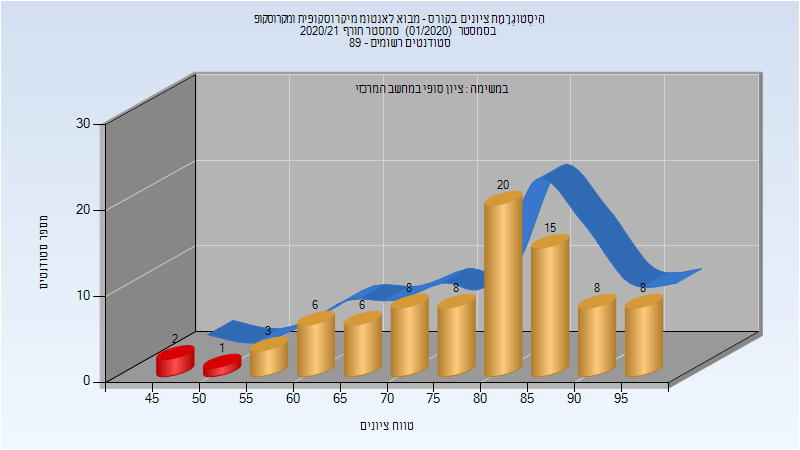 היסטוֹגְרָמַת ציונים בקורס - מבוא לאנטומ מיקרוסקופית ומקרוסקופ
בסמסטר (01/2020) סמסטר חורף 2020/21
סטודנטים רשומים - 89
במשימה : ציון סופי במחשב המרכזי
מספר סטודנטים
30
20
10
0
2
1
3
6
6
8
8
20
15
8
8
45 50 55 60 65 70 75 80 85 90 95
טווח ציונים